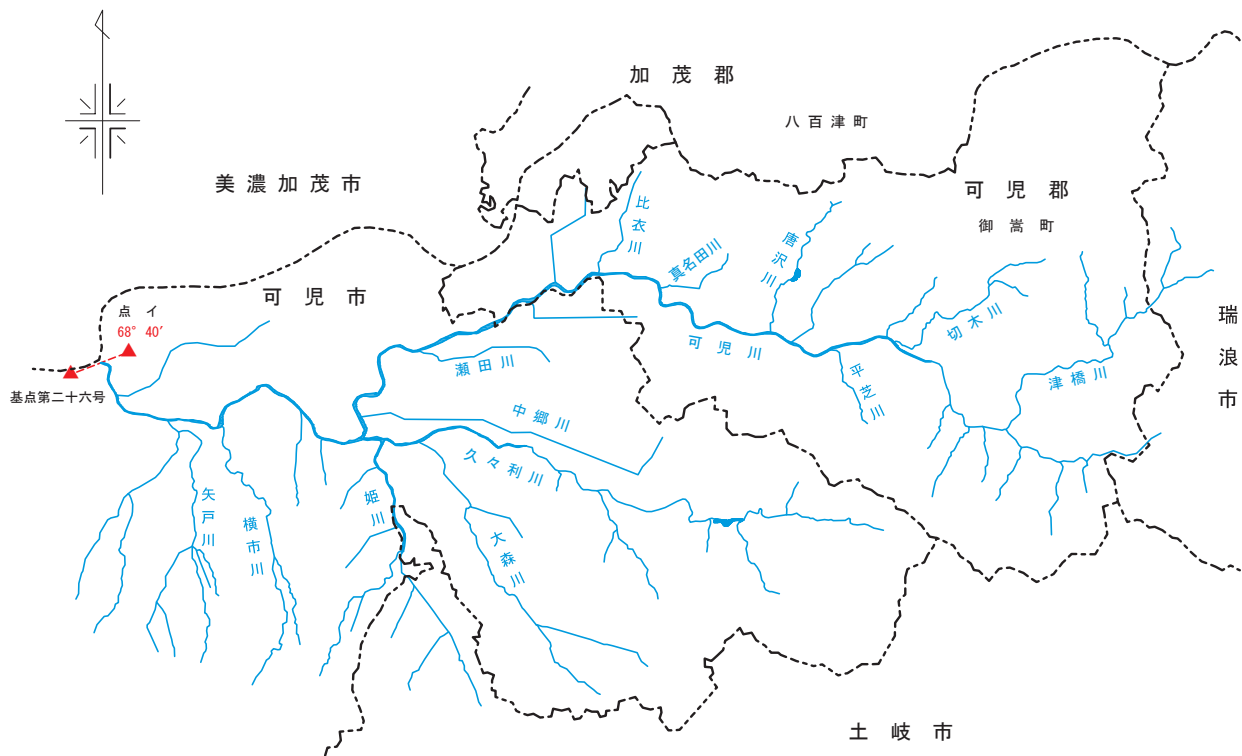 加茂郡
八百津町
美濃加茂市
可児郡
御嵩町
比衣川
真名田川
唐沢川
可児市
点イ
68° 40′
基点第二十六号
瑞浪市
切木川
可児川
津橋川
平芝川
瀬田川
中郷川
久々利川
矢戸川
横市川
姫川
大森川
土岐市